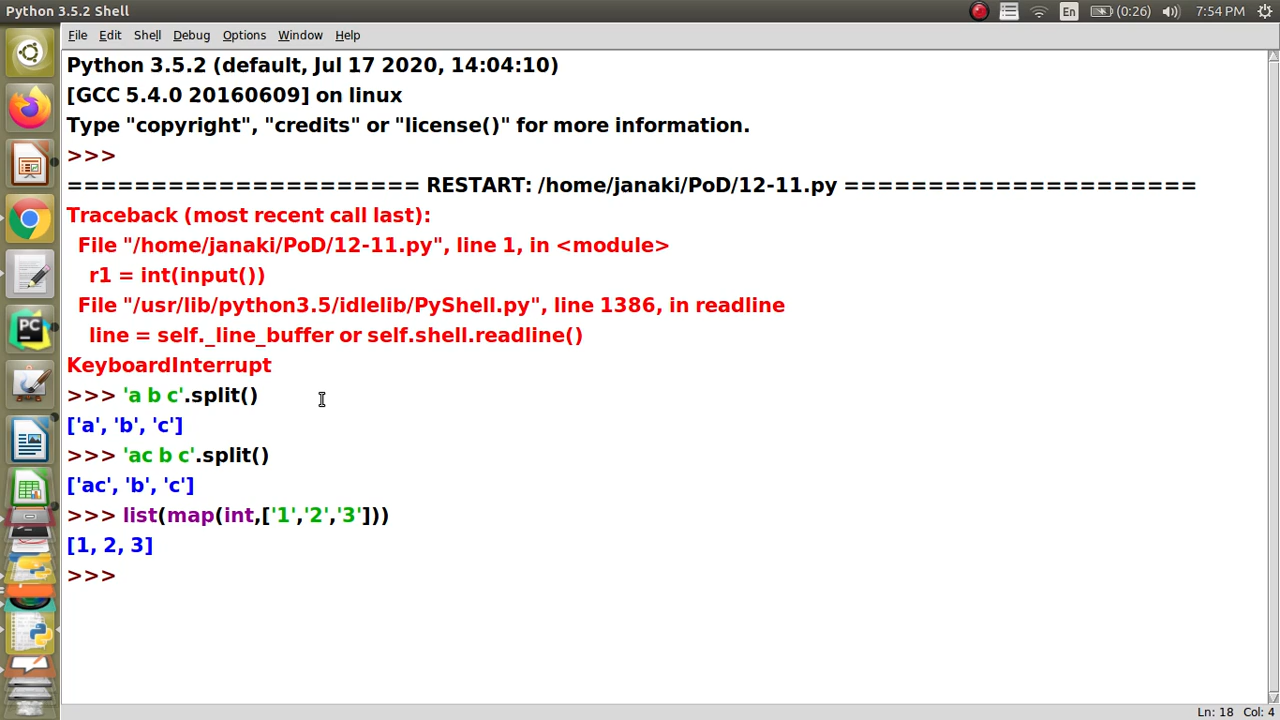 Python 3.5.2 Shell
En
(0:26)
7:54 PM
File Edit Shell Debug Options Window Help
Python 3.5.2 (default, Jul 17 2020, 14:04:10)
[GCC 5.4.0 20160609] on linux
Type "copyright", "credits" or "license()" for more information.
>>>
===================== RESTART: /home/janaki/PoD/12-11.py =====================
Traceback (most recent call last):
  File "/home/janaki/PoD/12-11.py", line 1, in <module>
    r1 = int(input())
  File "/usr/lib/python3.5/idlelib/PyShell.py", line 1386, in readline
    line = self._line_buffer or self.shell.readline()
KeyboardInterrupt
>>> 'a b c'.split()
['a', 'b', 'c']
>>> 'ac b c'.split()
['ac', 'b', 'c']
>>> list(map(int,['1','2','3']))
[1, 2, 3]
>>>
PC
Ln: 18 Col: 4